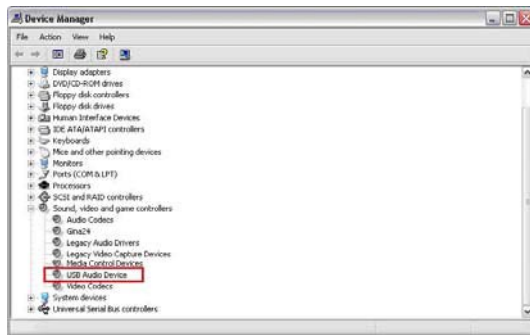 Device Manager
File Action View Help
Display adapters
DVD/CD-ROM drives
Floppy disk controllers
Floppy disk drives
Human Interface Devices
IDE ATA/ATAPI controllers
Keyboards
Mice and other pointing devices
Monitors
Ports (COM & LPT)
Processors
SCSI and RAID controllers
Sound, video and game controllers
Audio Codecs
Gina24
Legacy Audio Drivers
Legacy Video Capture Devices
Media Control Devices
USB Audio Device
Video Codecs
System devices
Universal Serial Bus controllers